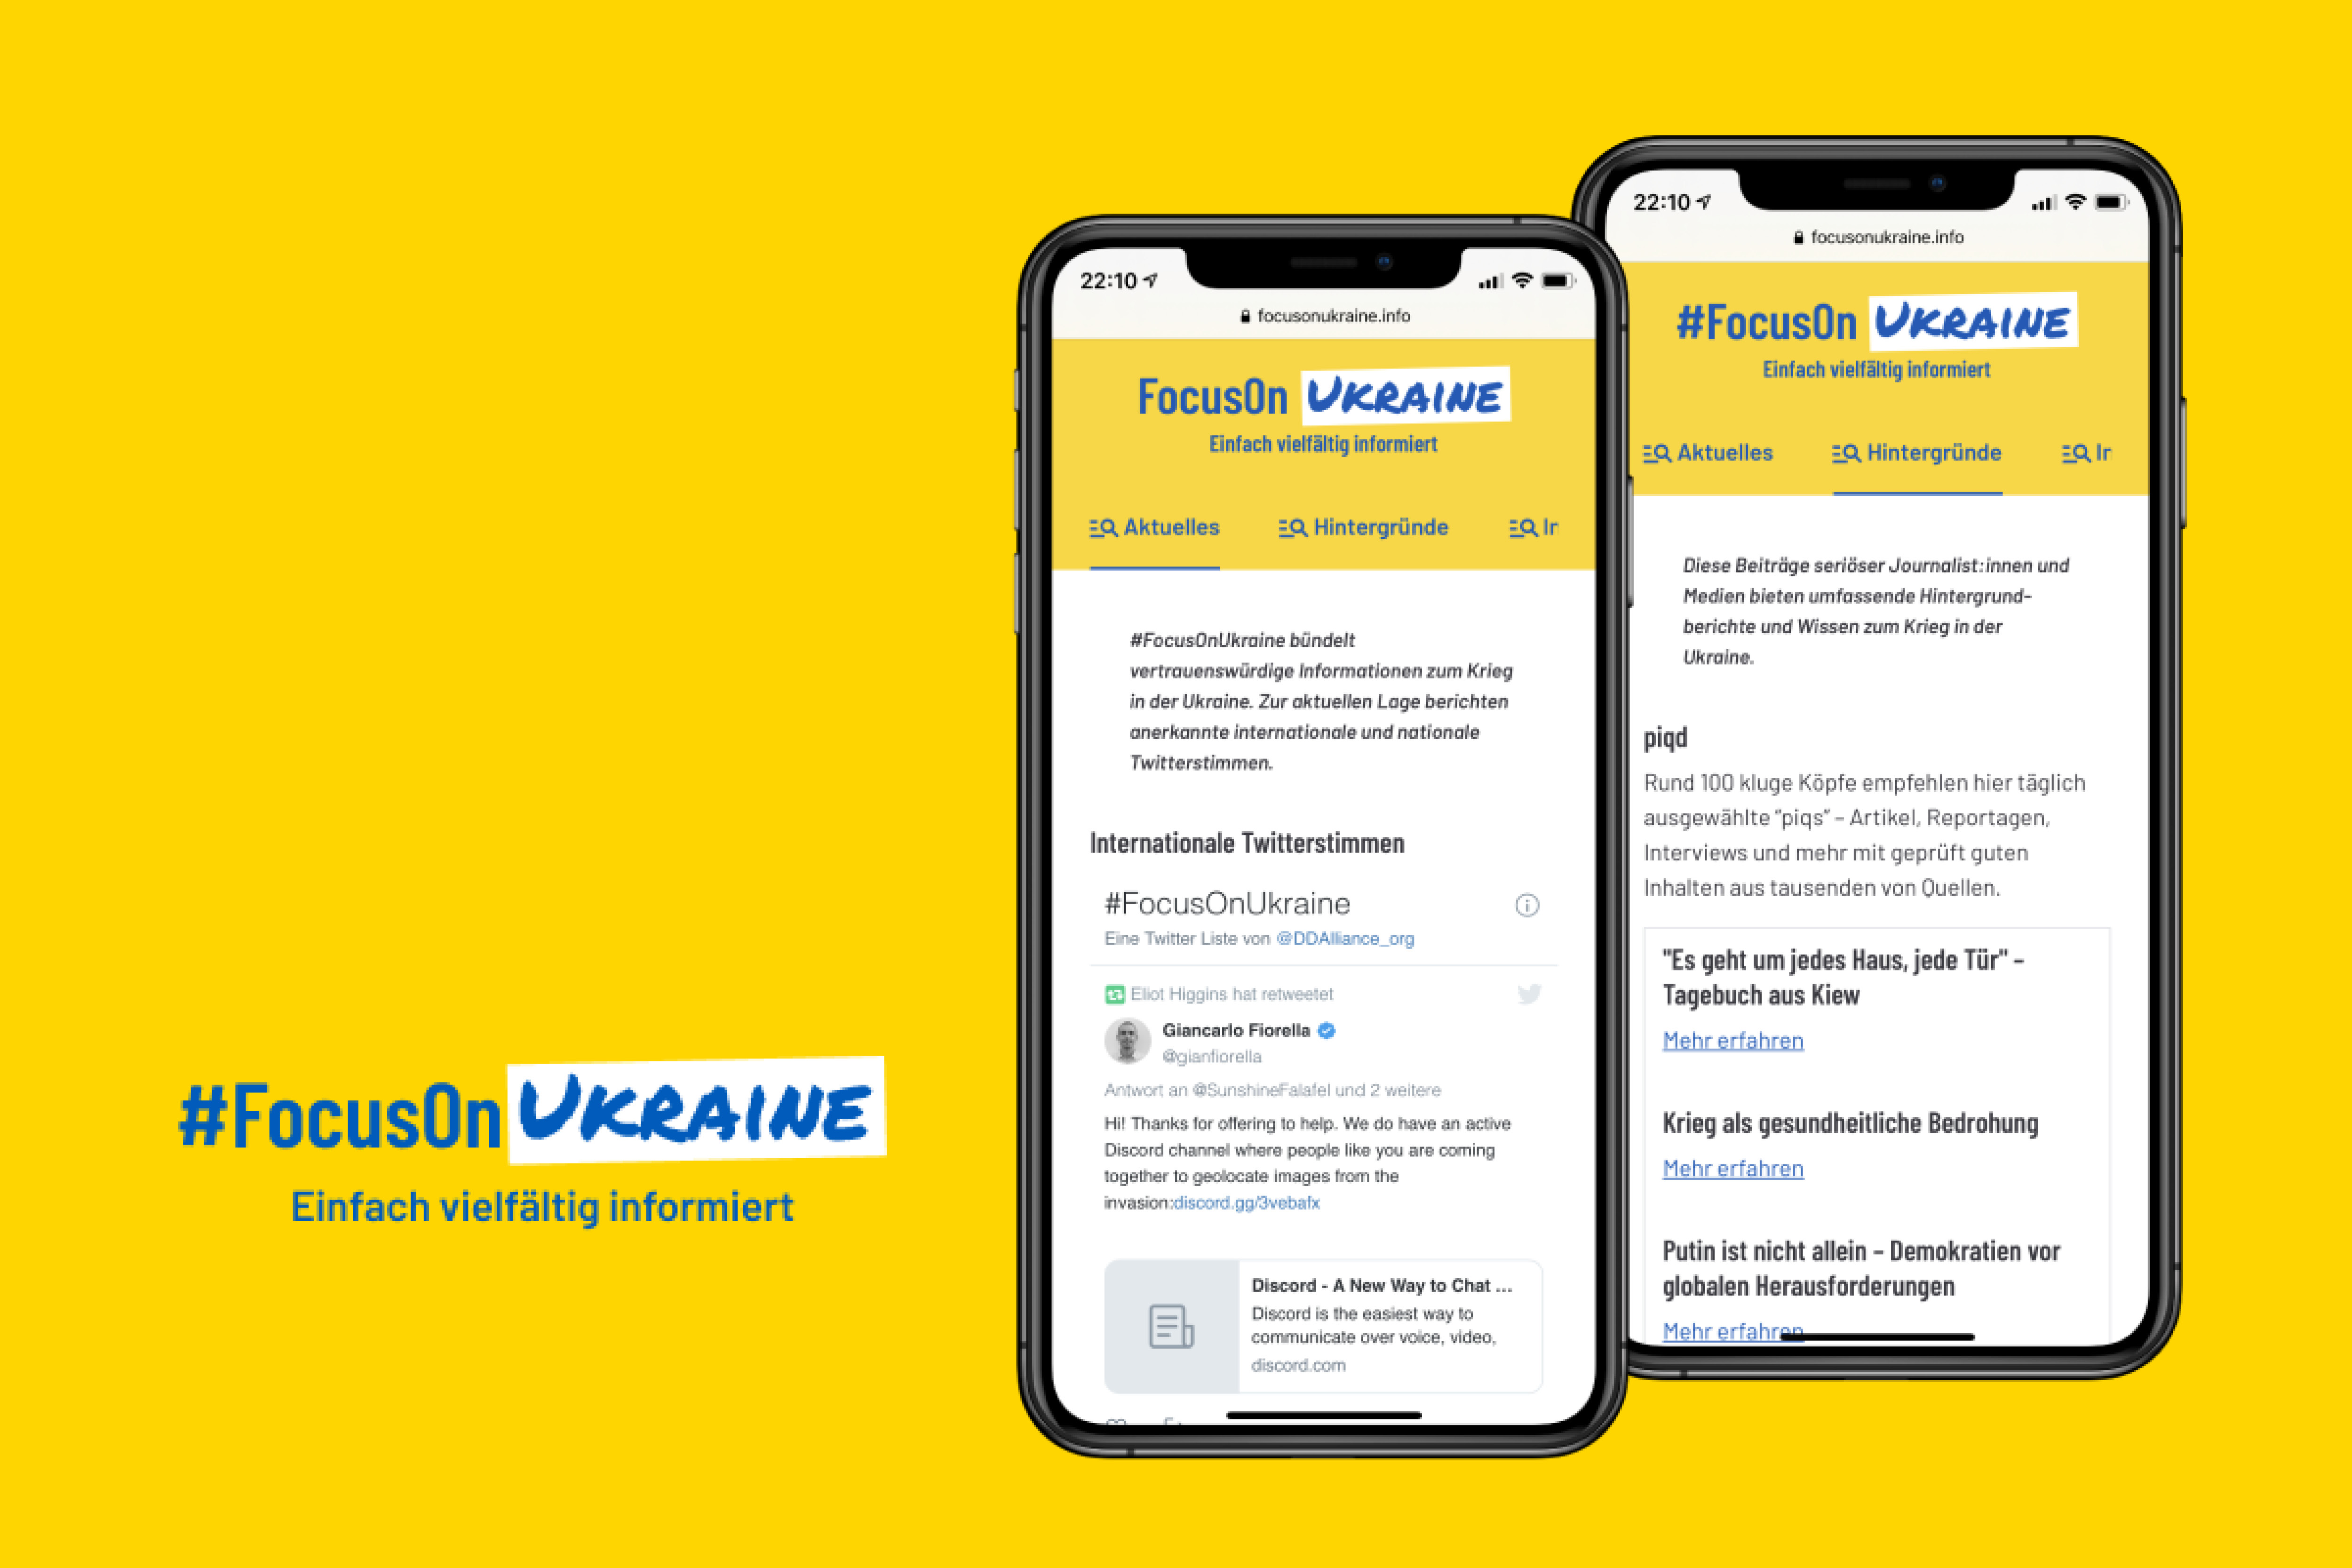 #FocusOn UKRAINE
Einfach vielfältig informiert
22:10
focusonukraine.info
FocusOn UKRAINE
Einfach vielfältig informiert
Aktuelles Hintergründe Ir
#FocusOnUkraine bündelt
vertrauenswürdige Informationen zum Krieg
in der Ukraine. Zur aktuellen Lage berichten
anerkannte internationale und nationale
Twitterstimmen.
Internationale Twitterstimmen
#FocusOnUkraine
Eine Twitter Liste von @DDAlliance_org
Eliot Higgins hat retweetet
Giancarlo Fiorella
@gianfiorella
Antwort an @SunshineFalafel und 2 weitere
Hi! Thanks for offering to help. We do have an active
Discord channel where people like you are coming
together to geolocate images from the
invasion:discord.gg/3vebafx
Discord - A New Way to Chat ...
Discord is the easiest way to
communicate over voice, video,
discord.com
22:10
focusonukraine.info
#FocusOn UKRAINE
Einfach vielfältig informiert
Aktuelles Hintergründe Ir
Diese Beiträge seriöser Journalist:innen und
Medien bieten umfassende Hintergrund-
berichte und Wissen zum Krieg in der
Ukraine.
piqd
Rund 100 kluge Köpfe empfehlen hier täglich
ausgewählte "piqs" – Artikel, Reportagen,
Interviews und mehr mit geprüft guten
Inhalten aus tausenden von Quellen.
"Es geht um jedes Haus, jede Tür" –
Tagebuch aus Kiew
Mehr erfahren
Krieg als gesundheitliche Bedrohung
Mehr erfahren
Putin ist nicht allein – Demokratien vor
globalen Herausforderungen
Mehr erfahren